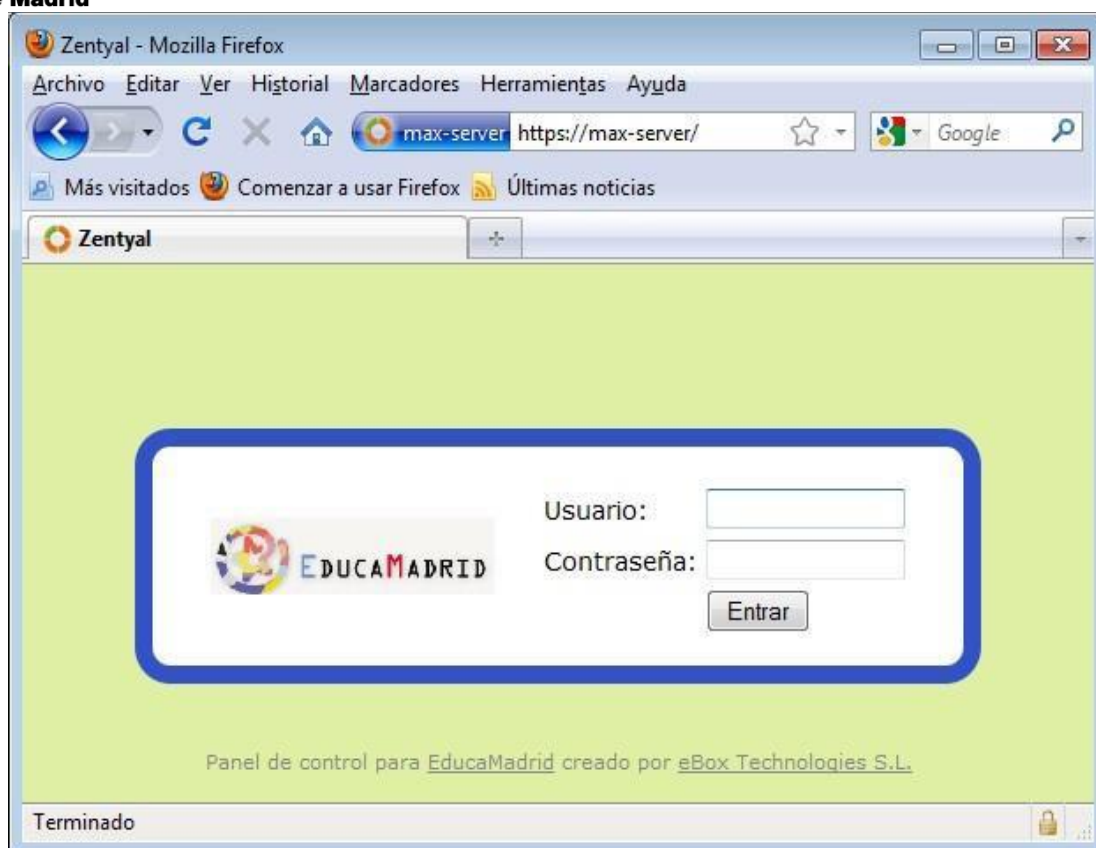 Madrid
Zentyal - Mozilla Firefox
Archivo Editar Ver Historial Marcadores Herramientas Ayuda
max-server https://max-server/ Google
Más visitados Comenzar a usar Firefox Últimas noticias
Zentyal
Usuario:
EDUCAMADRID
Contraseña:
Entrar
Panel de control para EducaMadrid creado por eBox Technologies S.L.
Terminado